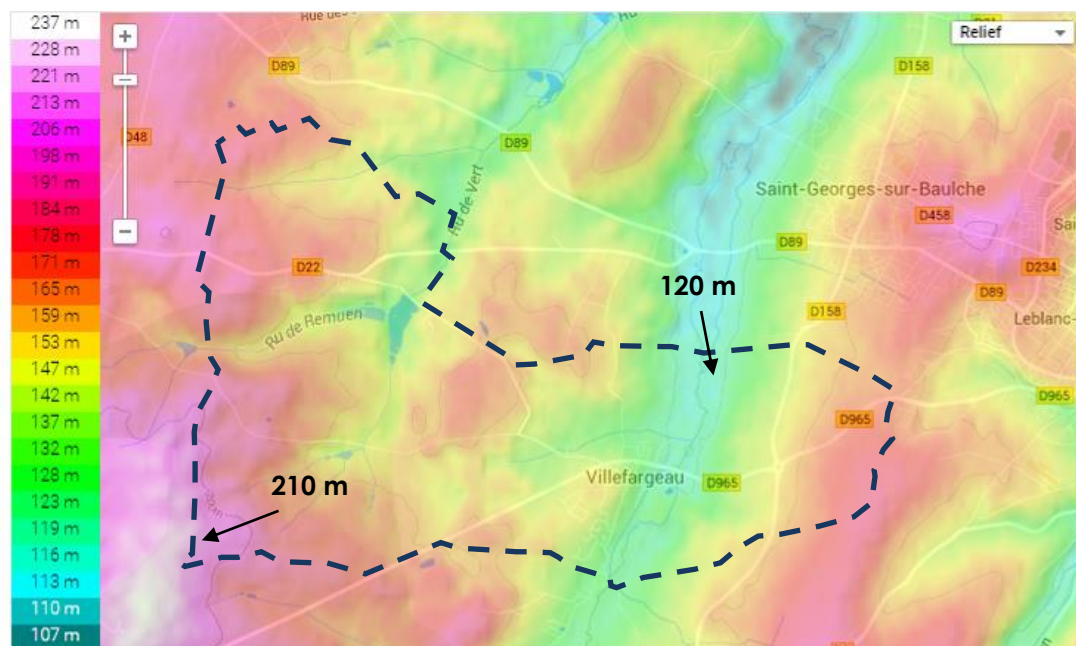 237 m
228 m
221 m
213 m
206 m
198 m
191 m
184 m
178 m
171 m
165 m
159 m
153 m
147 m
142 m
137 m
132 m
128 m
123 m
119 m
116 m
113 m
110 m
107 m
+
−
Relief
D89
D158
D48
D89
Ru de Vert
Saint-Georges-sur-Baulche
D458
D89
D22
D234
120 m
D89
D158
Leblanc-
Ru de Remuen
D965
D965
Villefargeau
D965
210 m